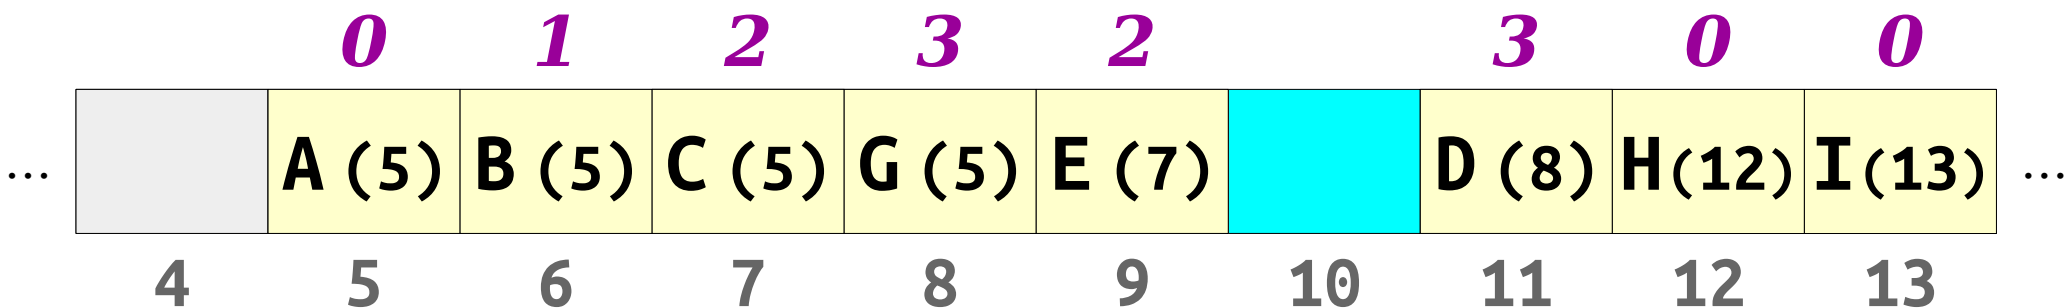 0 1 2 3 2 3 0 0
... A (5) B (5) C (5) G (5) E (7) D (8) H(12) I(13) ...
4 5 6 7 8 9 10 11 12 13